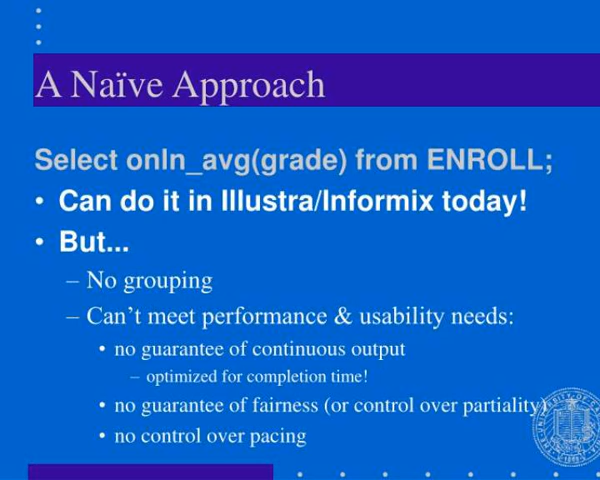 A Naïve Approach
Select onln_avg(grade) from ENROLL;
• Can do it in Illustra/Informix today!
• But...
– No grouping
– Can't meet performance & usability needs:
• no guarantee of continuous output
– optimized for completion time!
• no guarantee of fairness (or control over partiality)
• no control over pacing